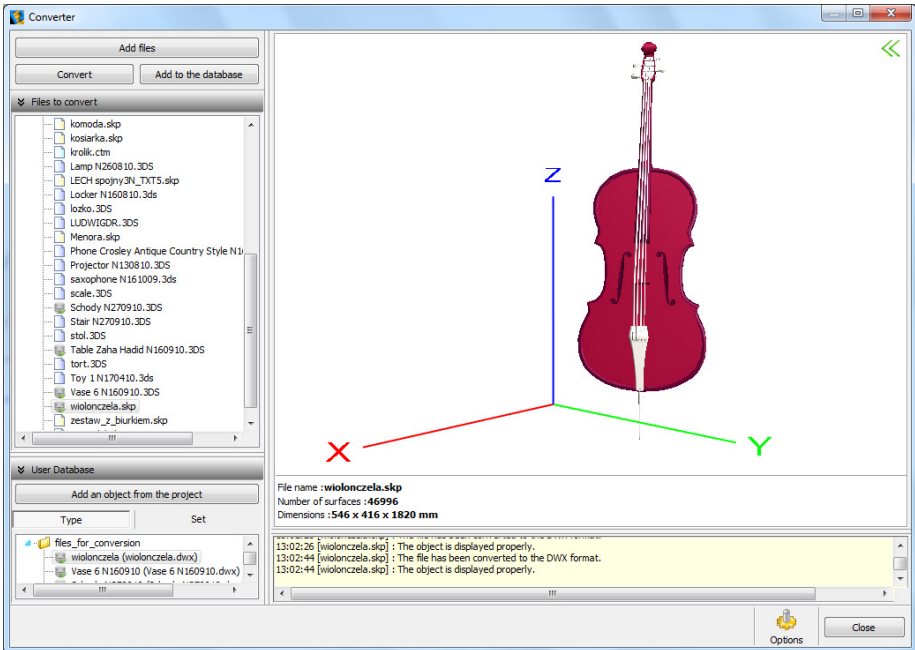 Converter
Add files
Convert
Add to the database
Files to convert
komoda.skp
kosiarka.skp
krolik.ctm
Lamp N260810.3DS
LECH spojny3N_TXT5.skp
Locker N160810.3ds
lozko.3DS
LUDWIGDR.3DS
Menora.skp
Phone Crosley Antique Country Style N1
Projector N130810.3DS
saxophone N161009.3ds
scale.3DS
Schody N270910.3DS
Stair N270910.3DS
stol.3DS
Table Zaha Hadid N160910.3DS
tort.3DS
Toy 1 N170410.3ds
Vase 6 N160910.3DS
wiolonczela.skp
zestaw_z_biurkiem.skp
User Database
Add an object from the project
Type
Set
files_for_conversion
wiolonczela (wiolonczela.dwx)
Vase 6 N160910 (Vase 6 N160910.dwx)
Z
X
Y
File name :wiolonczela.skp
Number of surfaces :46996
Dimensions :546 x 416 x 1820 mm
13:02:26 [wiolonczela.skp] : The object is displayed properly.
13:02:44 [wiolonczela.skp] : The file has been converted to the DWX format.
13:02:44 [wiolonczela.skp] : The object is displayed properly.
Options
Close